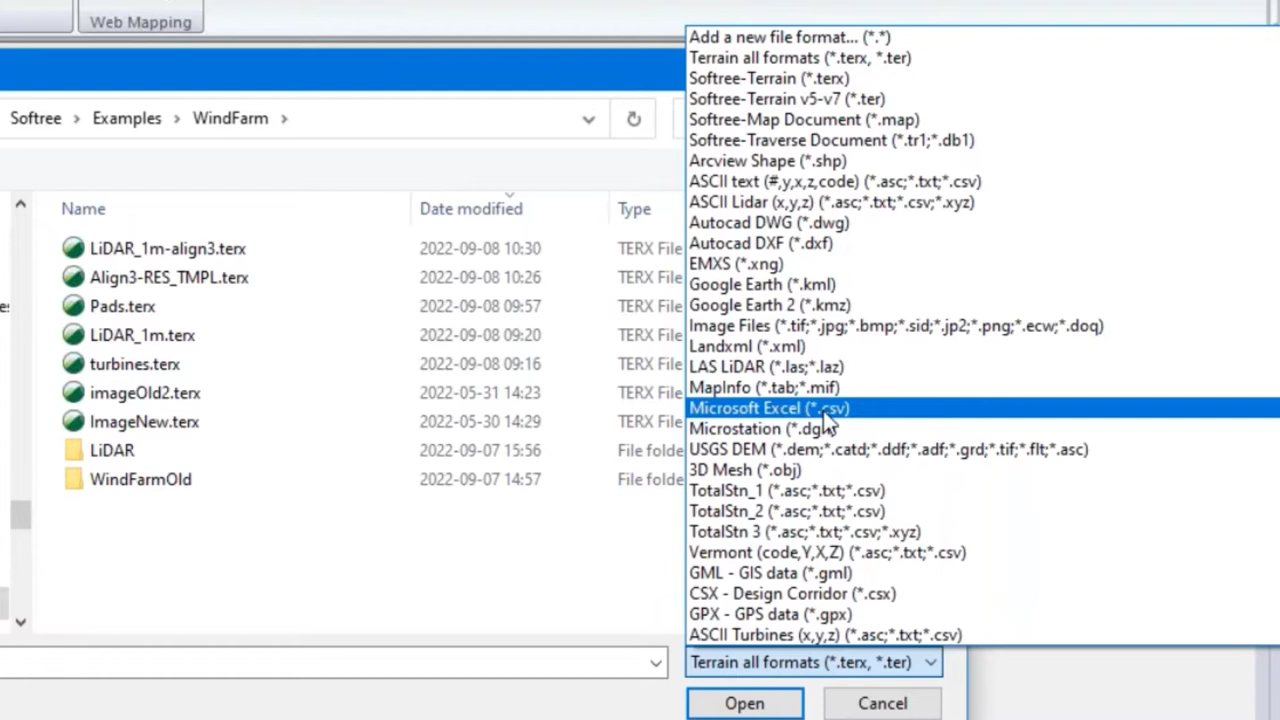 Web Mapping
Softree > Examples > WindFarm >
Name Date modified Type
LiDAR_1m-align3.terx 2022-09-08 10:30 TERX File
Align3-RES_TMPL.terx 2022-09-08 10:26 TERX File
Pads.terx 2022-09-08 09:57 TERX File
LiDAR_1m.terx 2022-09-08 09:20 TERX File
turbines.terx 2022-09-08 09:16 TERX File
imageOld2.terx 2022-05-31 14:23 TERX File
ImageNew.terx 2022-05-30 14:29 TERX File
LiDAR 2022-09-07 15:56 File folde
WindFarmOld 2022-09-07 14:57 File folde
Add a new file format... (*.*)
Terrain all formats (*.terx, *.ter)
Softree-Terrain (*.terx)
Softree-Terrain v5-v7 (*.ter)
Softree-Map Document (*.map)
Softree-Traverse Document (*.tr1;*.db1)
Arcview Shape (*.shp)
ASCII text (#,y,x,z,code) (*.asc;*.txt;*.csv)
ASCII Lidar (x,y,z) (*.asc;*.txt;*.csv;*.xyz)
Autocad DWG (*.dwg)
Autocad DXF (*.dxf)
EMXS (*.xng)
Google Earth (*.kml)
Google Earth 2 (*.kmz)
Image Files (*.tif;*.jpg;*.bmp;*.sid;*.jp2;*.png;*.ecw;*.doq)
Landxml (*.xml)
LAS LiDAR (*.las;*.laz)
MapInfo (*.tab;*.mif)
Microsoft Excel (*.csv)
Microstation (*.dg
USGS DEM (*.dem;*.catd;*.ddf;*.adf;*.grd;*.tif;*.flt;*.asc)
3D Mesh (*.obj)
TotalStn_1 (*.asc;*.txt;*.csv)
TotalStn_2 (*.asc;*.txt;*.csv)
TotalStn 3 (*.asc;*.txt;*.csv;*.xyz)
Vermont (code,Y,X,Z) (*.asc;*.txt;*.csv)
GML - GIS data (*.gml)
CSX - Design Corridor (*.csx)
GPX - GPS data (*.gpx)
ASCII Turbines (x,y,z) (*.asc;*.txt;*.csv)
Terrain all formats (*.terx, *.ter)
Open Cancel